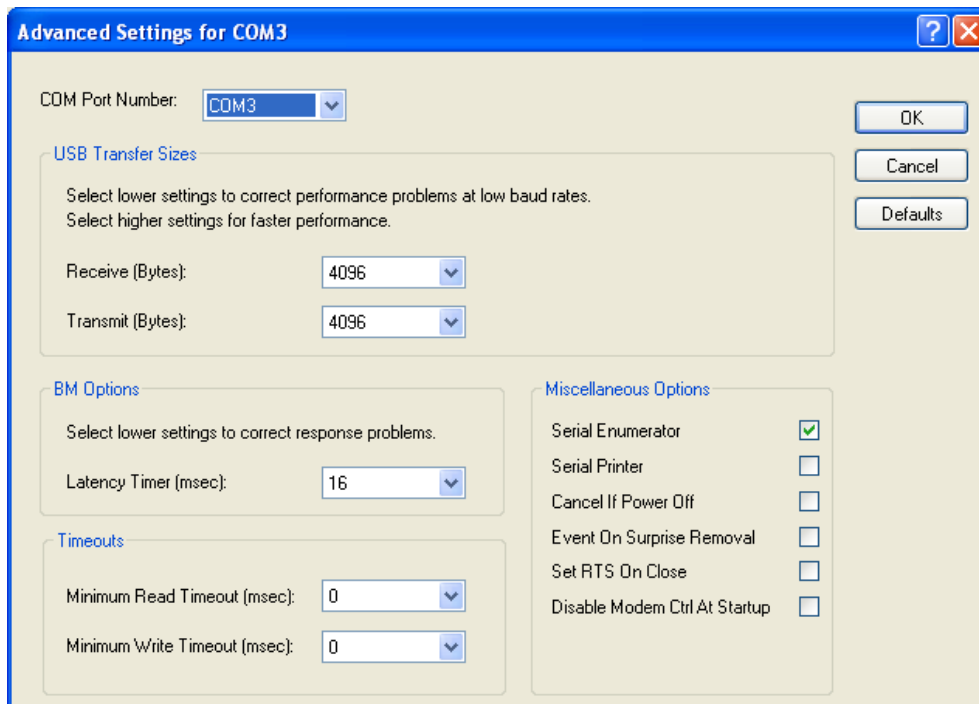 Advanced Settings for COM3
COM Port Number: COM3
OK
Cancel
Defaults
USB Transfer Sizes
Select lower settings to correct performance problems at low baud rates.
Select higher settings for faster performance.
Receive (Bytes): 4096
Transmit (Bytes): 4096
BM Options
Select lower settings to correct response problems.
Latency Timer (msec): 16
Timeouts
Minimum Read Timeout (msec): 0
Minimum Write Timeout (msec): 0
Miscellaneous Options
Serial Enumerator
Serial Printer
Cancel If Power Off
Event On Surprise Removal
Set RTS On Close
Disable Modem Ctrl At Startup